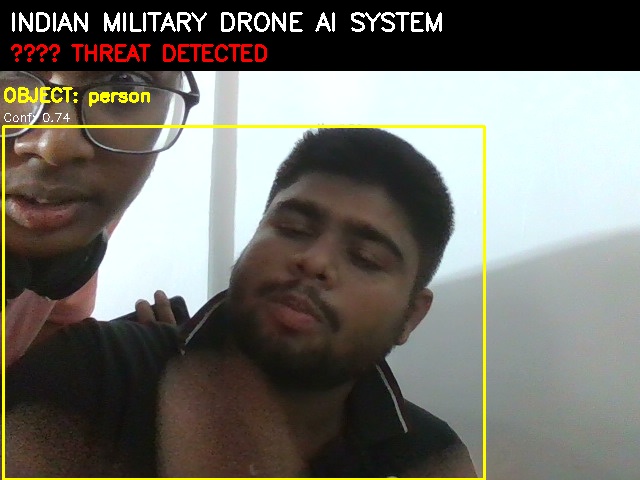 INDIAN MILITARY DRONE AI SYSTEM
???? THREAT DETECTED
OBJECT: person
Conf: 0.74